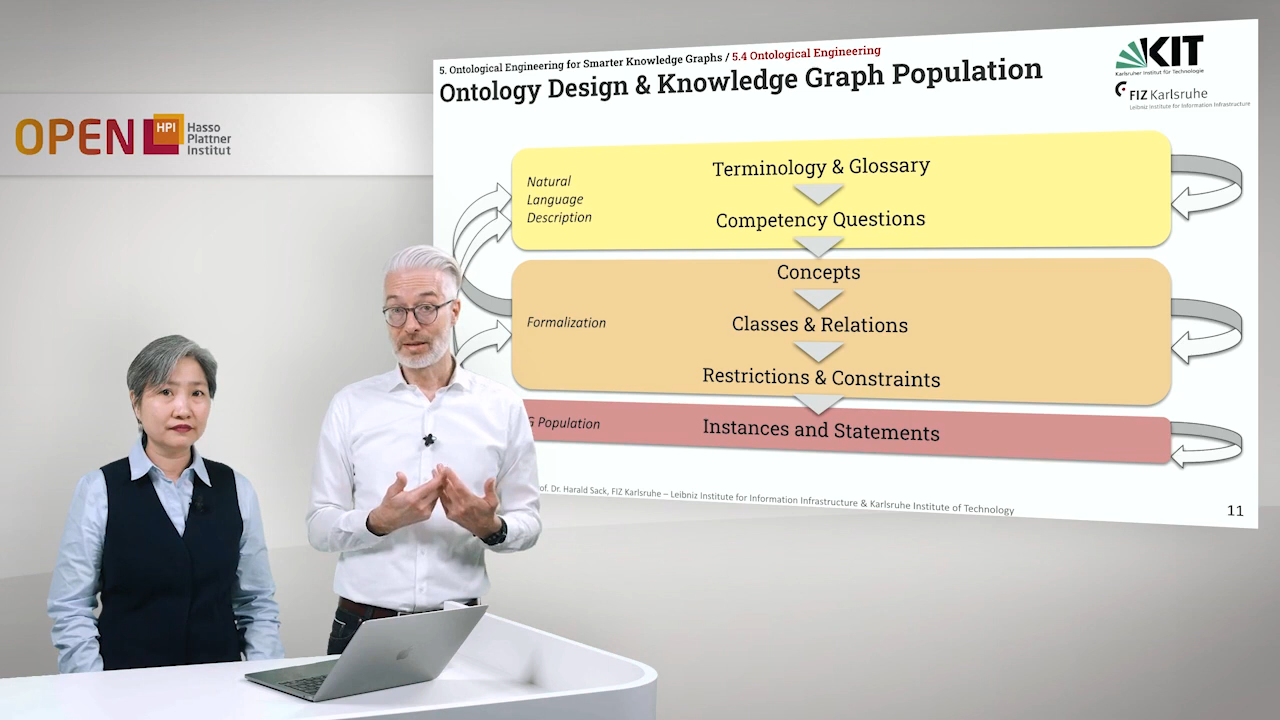 OPEN HPI Hasso
Plattner
Institut
5. Ontological Engineering for Smarter Knowledge Graphs / 5.4 Ontological Engineering
Ontology Design & Knowledge Graph Population
KIT
Karlsruher Institut für Technologie
FIZ Karlsruhe
Leibniz Institute for Information Infrastructure
Natural
Language
Description
Terminology & Glossary
Competency Questions
Concepts
Formalization
Classes & Relations
Restrictions & Constraints
Population
Instances and Statements
Dr. Harald Sack, FIZ Karlsruhe – Leibniz Institute for Information Infrastructure & Karlsruhe Institute of Technology
11